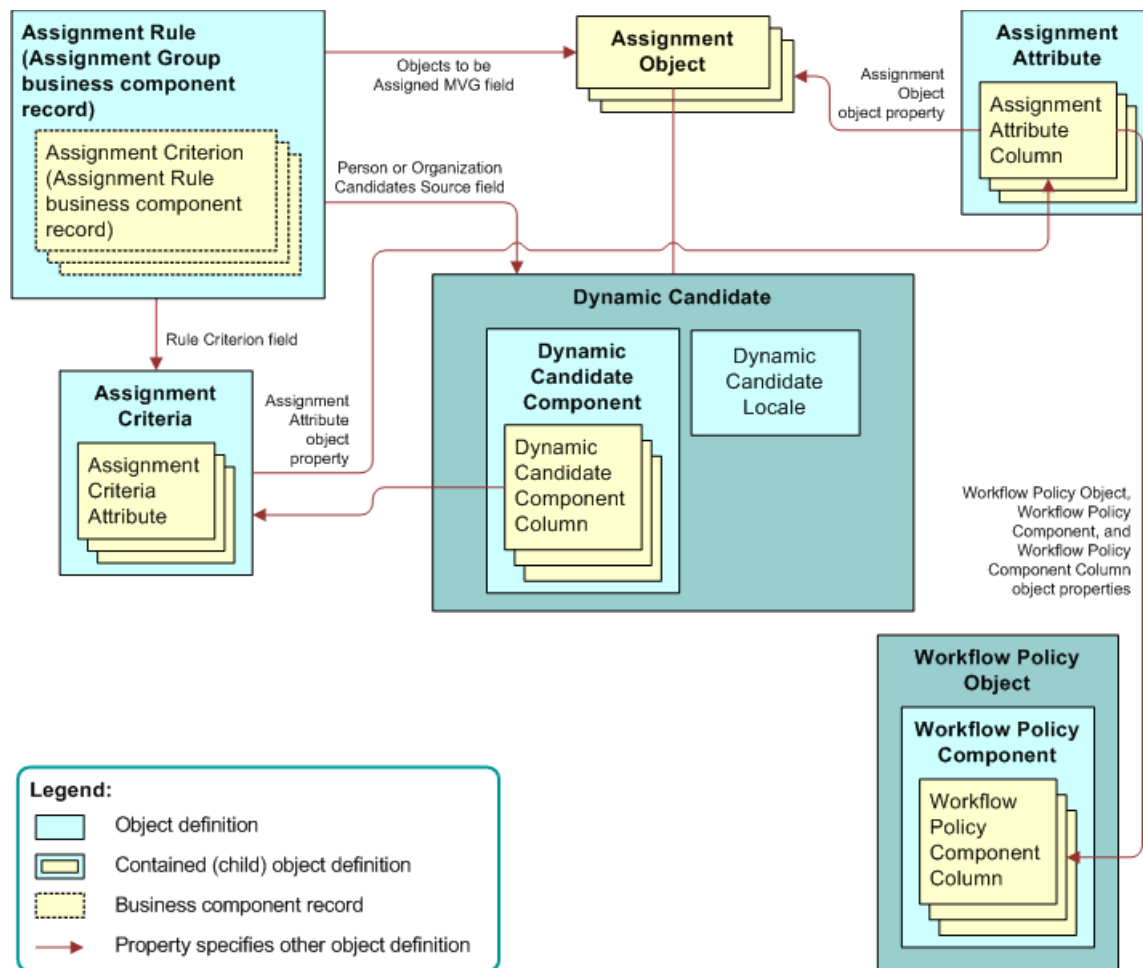 Assignment Rule
(Assignment Group
business component
record)
Assignment Criterion
(Assignment Rule
business component
record)
Objects to be
Assigned MVG field
Assignment
Object
Assignment
Object
object property
Assignment
Attribute
Assignment
Attribute
Column
Person or Organization
Candidates Source field
Rule Criterion field
Assignment
Criteria
Assignment
Criteria
Attribute
Assignment
Attribute
object
property
Dynamic Candidate
Dynamic
Candidate
Component
Dynamic
Candidate
Component
Column
Dynamic
Candidate
Locale
Workflow Policy Object,
Workflow Policy
Component, and
Workflow Policy
Component Column
object properties
Workflow Policy
Object
Workflow Policy
Component
Workflow
Policy
Component
Column
Legend:
Object definition
Contained (child) object definition
Business component record
Property specifies other object definition